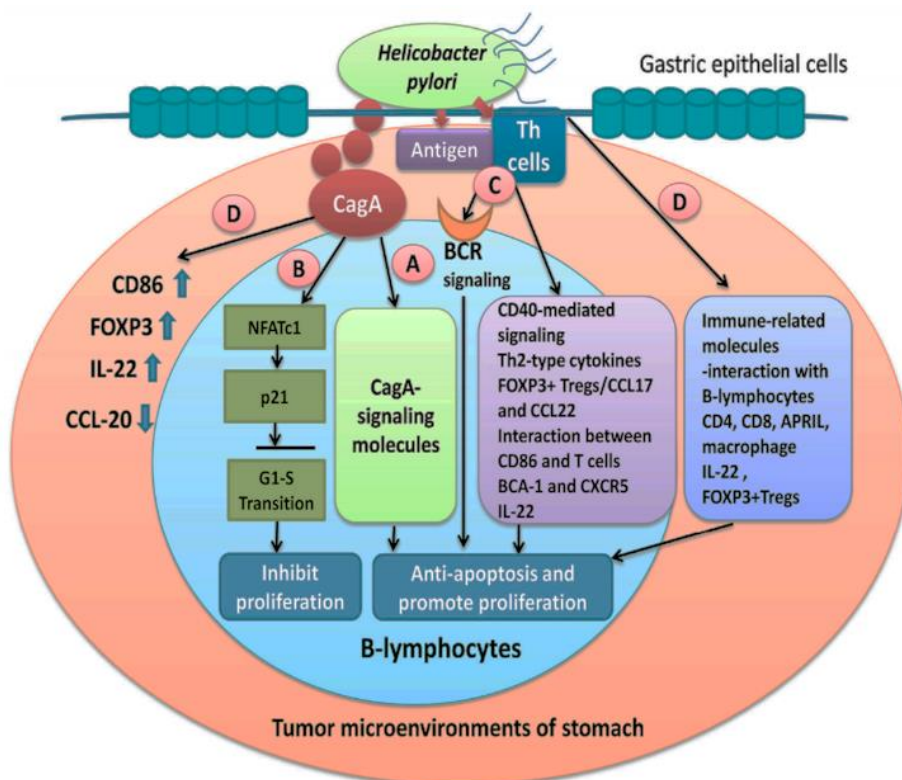 Helicobacter
pylori
Gastric epithelial cells
Antigen
Th
cells
CagA
C
D
D
B
A
BCR
signaling
CD86
FOXP3
IL-22
CCL-20
NFATc1
p21
G1-S
Transition
CagA-
signaling
molecules
CD40-mediated
signaling
Th2-type cytokines
FOXP3+ Tregs/CCL17
and CCL22
Interaction between
CD86 and T cells
BCA-1 and CXCR5
IL-22
Immune-related
molecules
-interaction with
B-lymphocytes
CD4, CD8, APRIL,
macrophage
IL-22 ,
FOXP3+Tregs
Inhibit
proliferation
Anti-apoptosis and
promote proliferation
B-lymphocytes
Tumor microenvironments of stomach